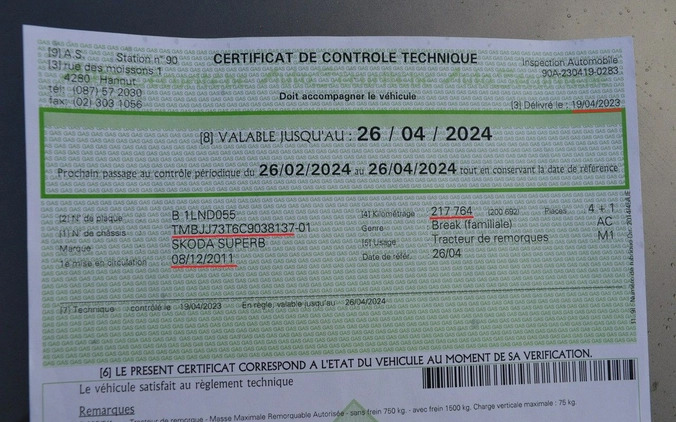 [9] A.S. Station n° 90
[3] rue des moissons 1
4280 Hannut
tél: (087) 57 2030
fax: (02) 303 1056
CERTIFICAT DE CONTROLE TECHNIQUE
Doit accompagner le véhicule
Inspection Automobile
90A-230419-0283
[3] Délivré le : 19/04/2023
[8] VALABLE JUSQU'AU : 26 / 04 / 2024
Prochain passage au contrôle périodique du 26/02/2024 au 26/04/2024 tout en conservant la date de référence
[2] N° de plaque B 1LND055
[1] N° de châssis TMBJJ73T6C9038137-01
Marque SKODA SUPERB
1e mise en circulation 08/12/2011
[4] Kilométrage 217 764 (200 692) Places 4 + 1
Genre Break (familiale) AC
[5] Usage Tracteur de remorques M1
Date de référ. 26/04
[7] Technique contrôlé le 19/04/2023 En règle, valable jusqu'au 26/04/2024
[6] LE PRESENT CERTIFICAT CORRESPOND A L'ETAT DU VEHICULE AU MOMENT DE SA VERIFICATION.
Le véhicule satisfait au règlement technique
Remarques
Tracteur de remorque - Masse Maximale Remorquable Autorisée - sans frein 750 kg. - avec frein 1500 kg. Charge verticale maximale : 75 kg.